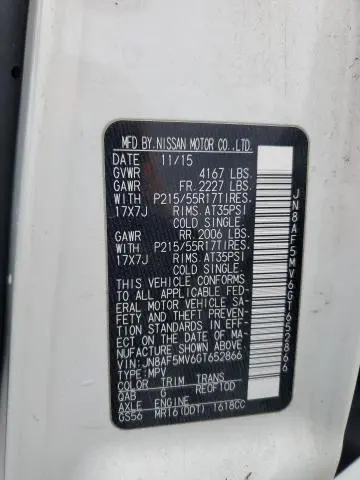 MFD BY.NISSAN MOTOR CO.,LTD.
DATE 11/15
GVWR 4167 LBS.
GAWR FR.2227 LBS.
WITH P215/55R17TIRES.
17X7J RIMS.AT35PSI
COLD SINGLE.
GAWR RR.2006 LBS.
WITH P215/55R17TIRES.
17X7J RIMS.AT35PSI
COLD SINGLE.
THIS VEHICLE CONFORMS
TO ALL APPLICABLE FED-
ERAL MOTOR VEHICLE SA-
FETY AND THEFT PREVENTION
STANDARDS IN EFFECT
ON THE DATE OF MA-
NUFACTURE SHOWN ABOVE.
VIN:JN8AF5MV6GT652866
TYPE:MPV
COLOR TRIM TRANS
QAB G RE0F10D
AXLE ENGINE
GS56 MR16(DDT) 1618CC
JN8AF5MV6GT652866